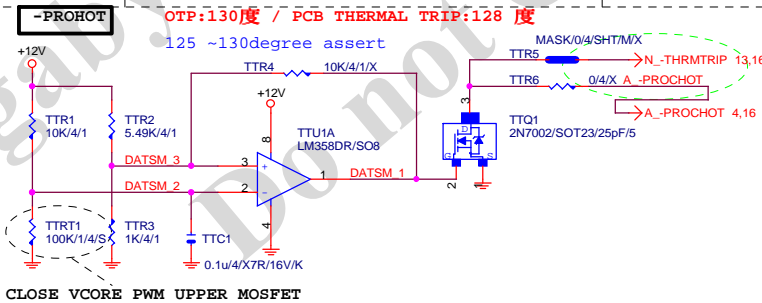 -PROHOT
OTP:130度 / PCB THERMAL TRIP:128 度
125 ~130degree assert
+12V
TTR4
10K/4/1/X
MASK/0/4/SHT/M/X
TTR5
N_-THRMTRIP 13,16
TTR6
0/4/X
A_-PROCHOT
A_-PROCHOT 4,16
+12V
TTR1
10K/4/1
TTR2
5.49K/4/1
TTU1A
LM358DR/SO8
8
3
TTQ1
2N7002/SOT23/25pF/5
D
G
S
DATSM_3
3
+
DATSM_2
2
-
1
DATSM_1
2
1
4
TTRT1
100K/1/4/S
TTR3
1K/4/1
TTC1
0.1u/4/X7R/16V/K
CLOSE VCORE PWM UPPER MOSFET
gaby
Do not